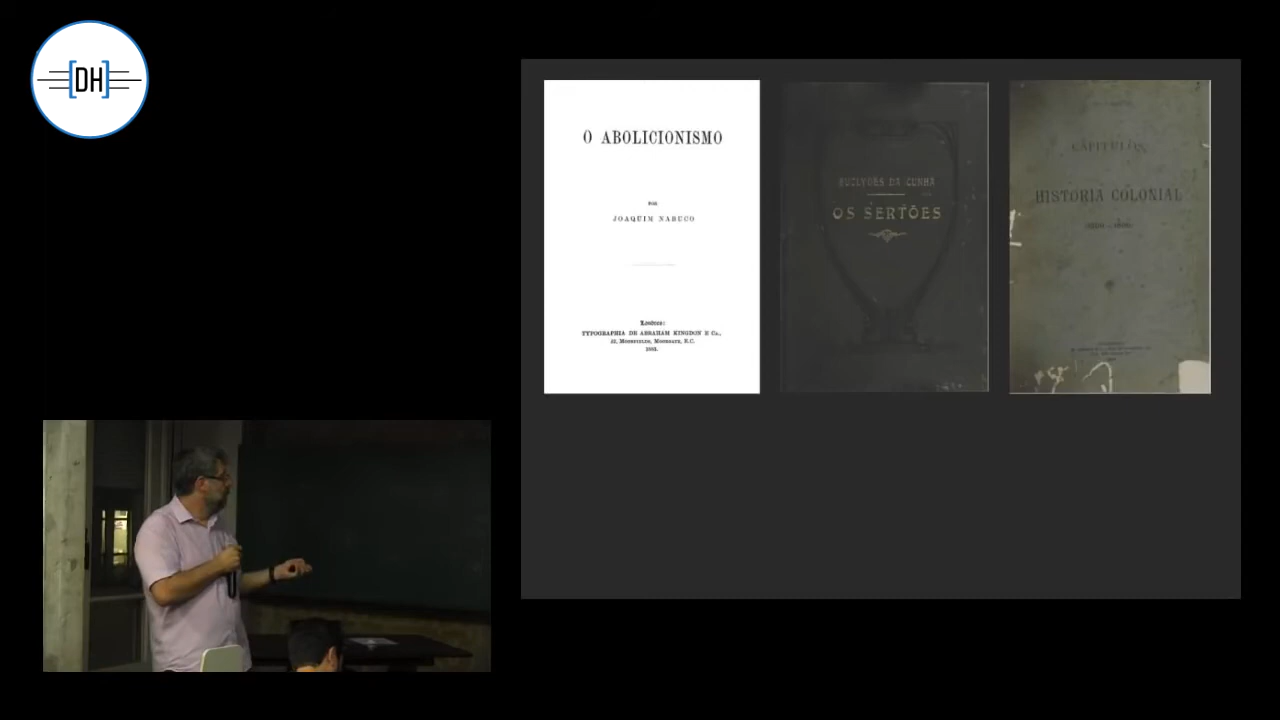 [DH]
O ABOLICIONISMO
POR
JOAQUIM NABUCO
Londres:
TYPOGRAPHIA DE ABRAHAM KINGDON E Ca.,
MOORGATE, E.C.
1883.
EUCLYDES DA CUNHA
OS SERTÕES
CAPITULOS
HISTORIA COLONIAL